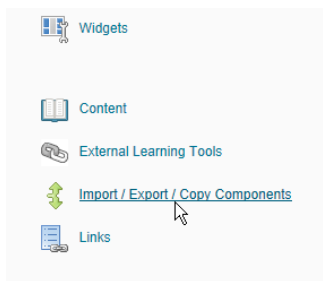 Widgets
Content
External Learning Tools
Import / Export / Copy Components
Links